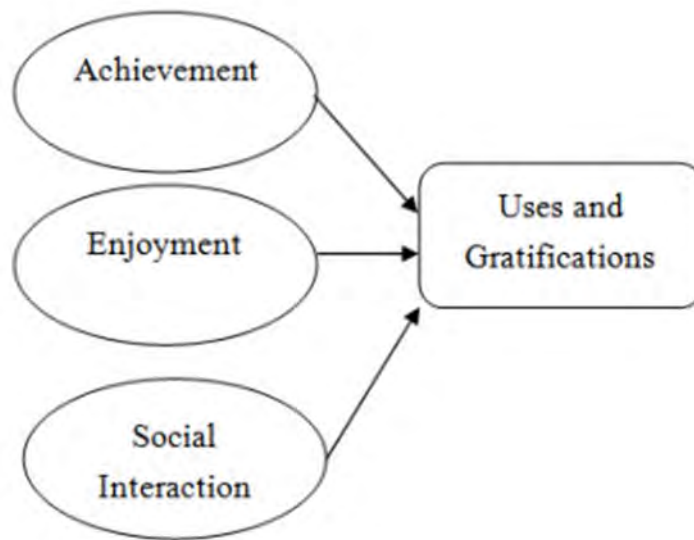 Achievement
Enjoyment
Uses and
Gratifications
Social
Interaction